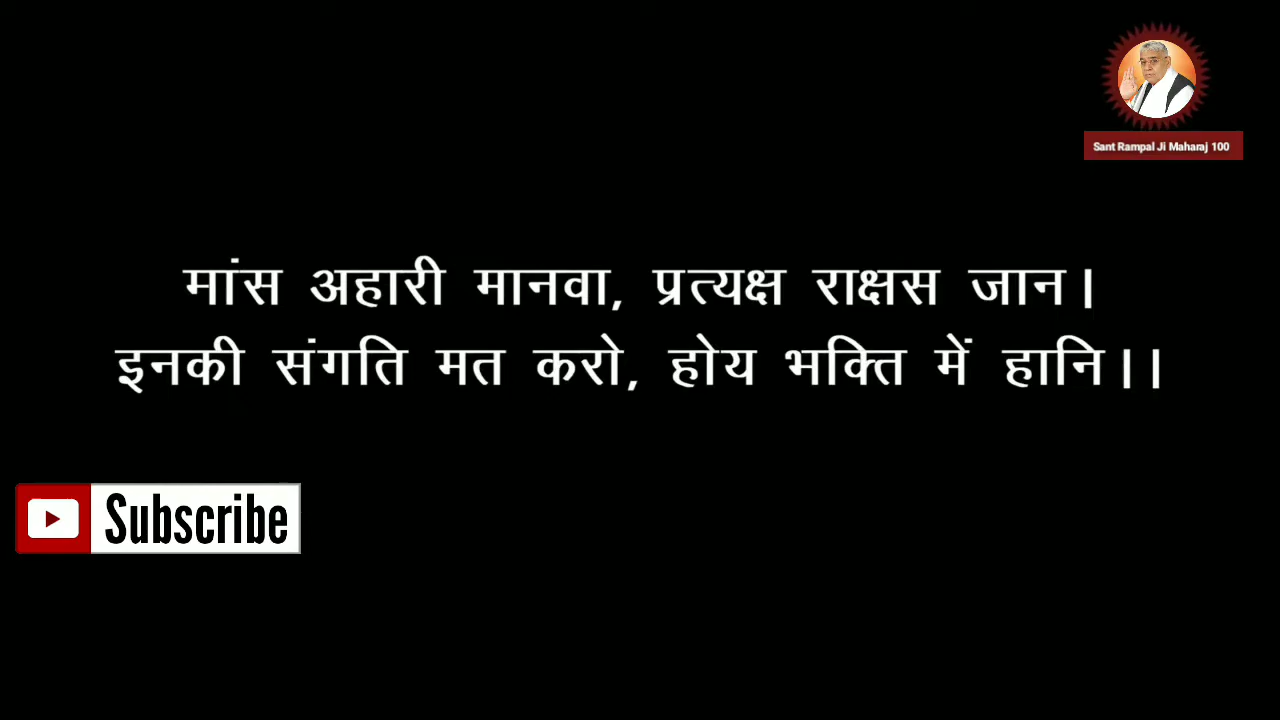 Sant Rampal Ji Maharaj 100
मांस अहारी मानवा, प्रत्यक्ष राक्षस जान।
इनकी संगति मत करो, होय भक्ति में हानि।।
Subscribe